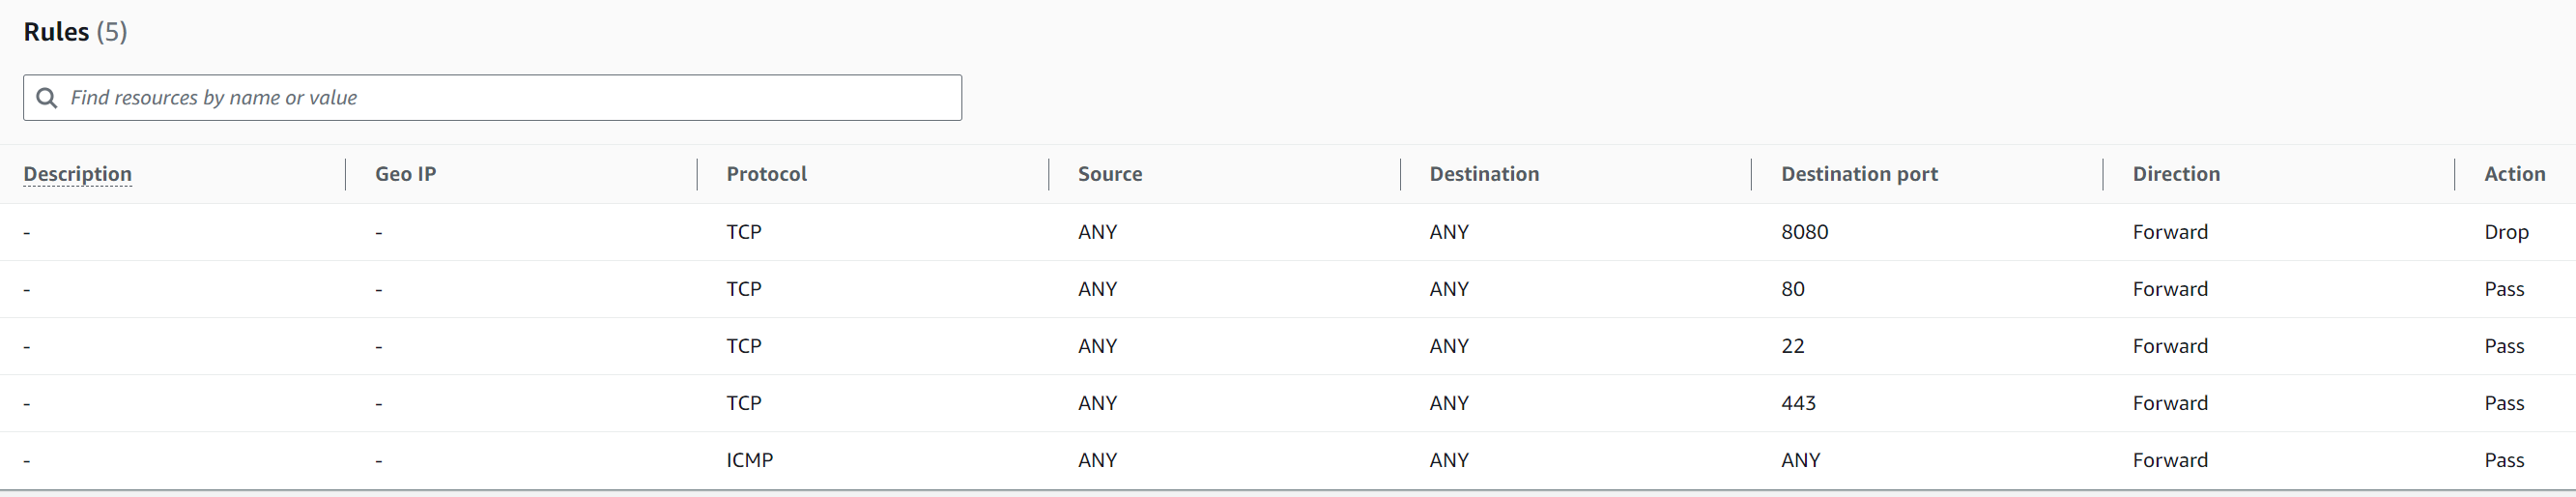 Rules (5)
Find resources by name or value
Description Geo IP Protocol Source Destination Destination port Direction Action
- - TCP ANY ANY 8080 Forward Drop
- - TCP ANY ANY 80 Forward Pass
- - TCP ANY ANY 22 Forward Pass
- - TCP ANY ANY 443 Forward Pass
- - ICMP ANY ANY ANY Forward Pass